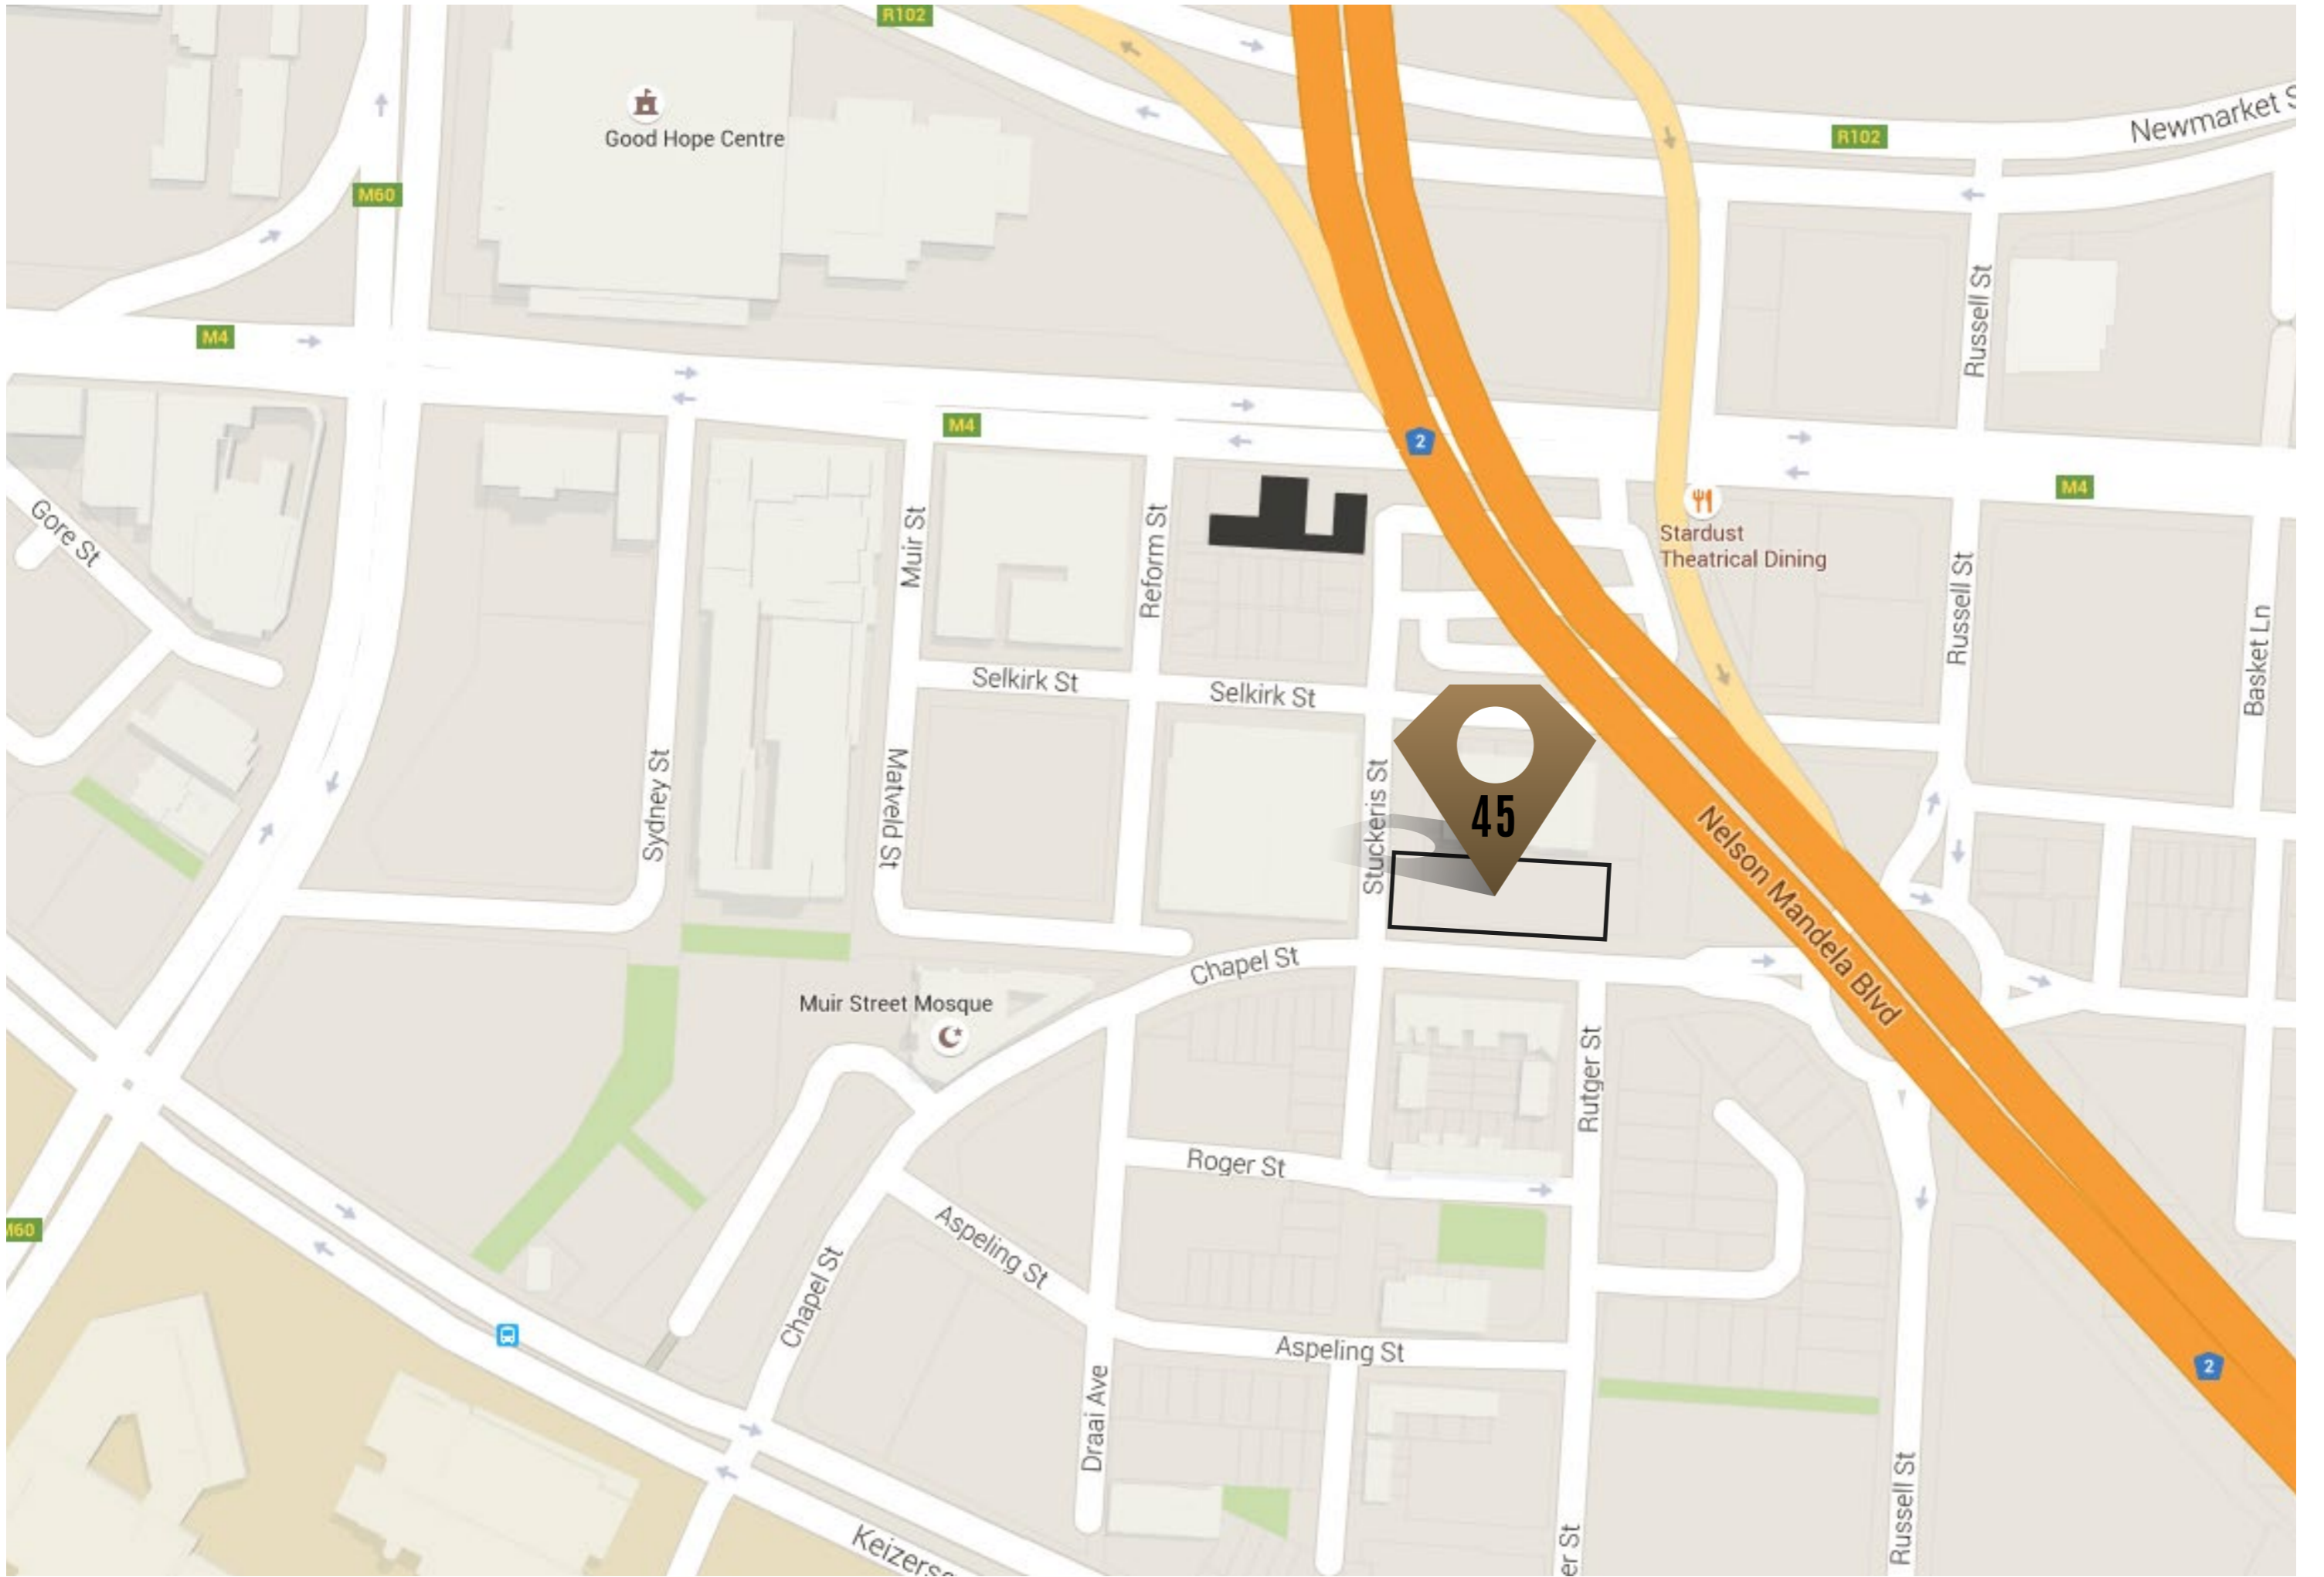 R102
Good Hope Centre
Newmarket S
R102
M60
M4
Russell St
M4
2
M4
Stardust
Theatrical Dining
Gore St
Muir St
Reform St
Russell St
Basket Ln
Selkirk St
Selkirk St
Sydney St
Matveld St
Stuckeris St
45
Nelson Mandela Blvd
Chapel St
Muir Street Mosque
Rutger St
Roger St
M60
Aspeling St
Chapel St
Aspeling St
2
Draai Ave
Russell St
er St
Keizersg